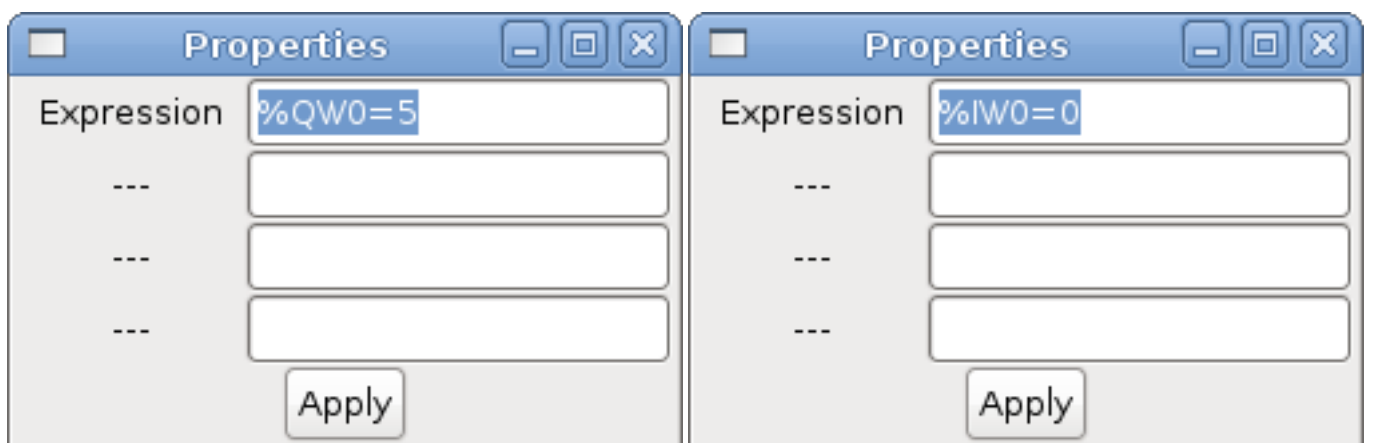 Properties
Expression %QW0=5
---
---
---
Apply
Properties
Expression %IW0=0
---
---
---
Apply